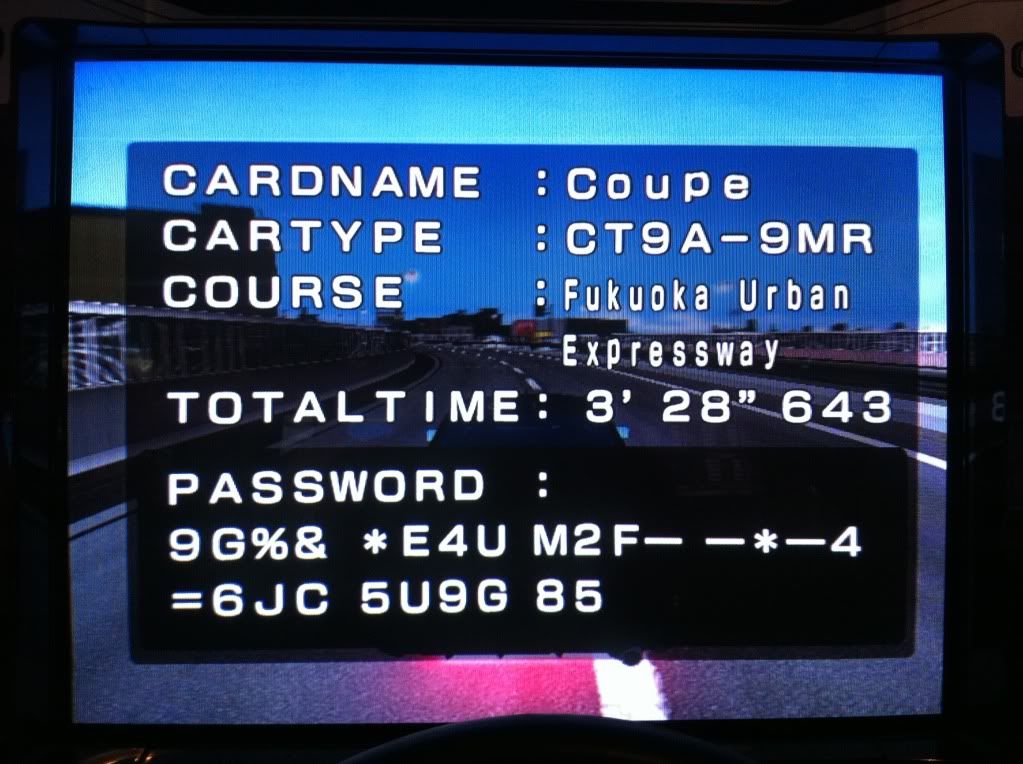 CARDNAME : Coupe
CARTYPE : CT9A-9MR
COURSE : Fukuoka Urban
Expressway
TOTALTIME : 3' 28" 643
PASSWORD :
9G%& *E4U M2F- -*-4
=6JC 5U9G 85